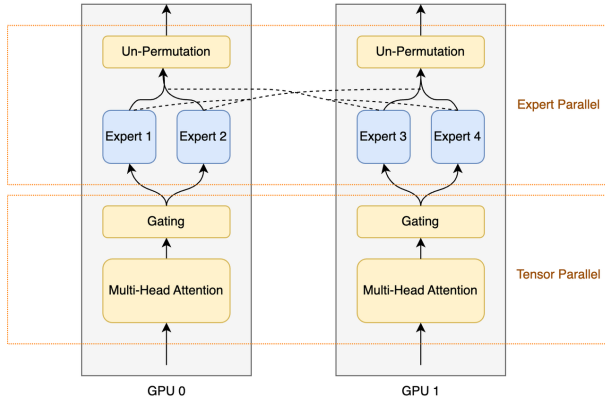 Un-Permutation
Un-Permutation
Expert Parallel
Expert 1
Expert 2
Expert 3
Expert 4
Gating
Gating
Tensor Parallel
Multi-Head Attention
Multi-Head Attention
GPU 0
GPU 1